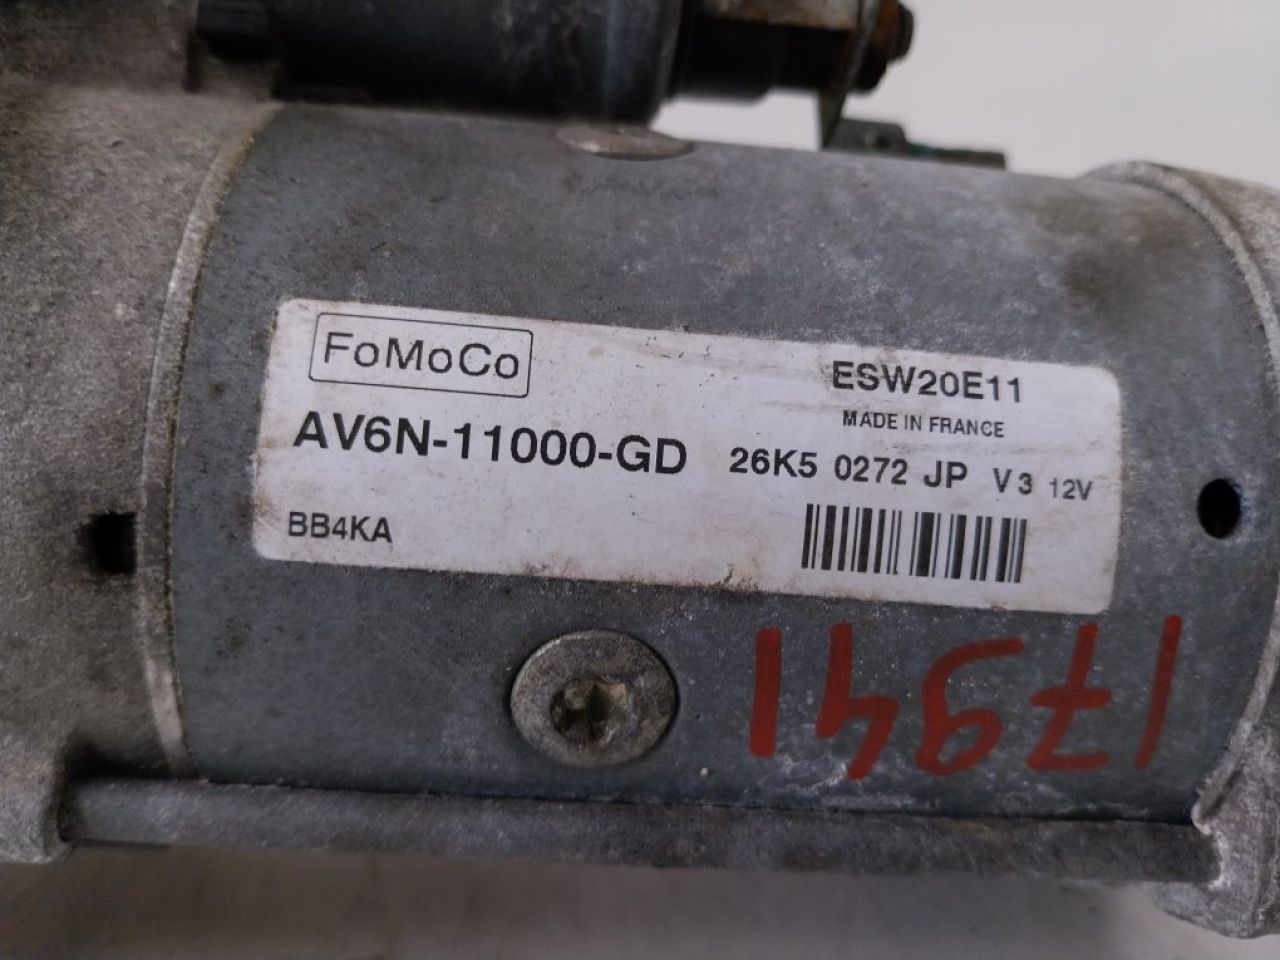 FoMoCo
ESW20E11
MADE IN FRANCE
AV6N-11000-GD 26K5 0272 JP V3 12V
BB4KA
17941